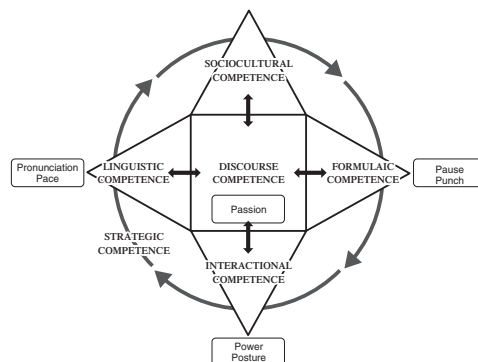 SOCIOCULTURAL
COMPETENCE
Pronunciation
Pace
LINGUISTIC
COMPETENCE
DISCOURSE
COMPETENCE
FORMULAIC
COMPETENCE
Pause
Punch
Passion
STRATEGIC
COMPETENCE
INTERACTIONAL
COMPETENCE
Power
Posture